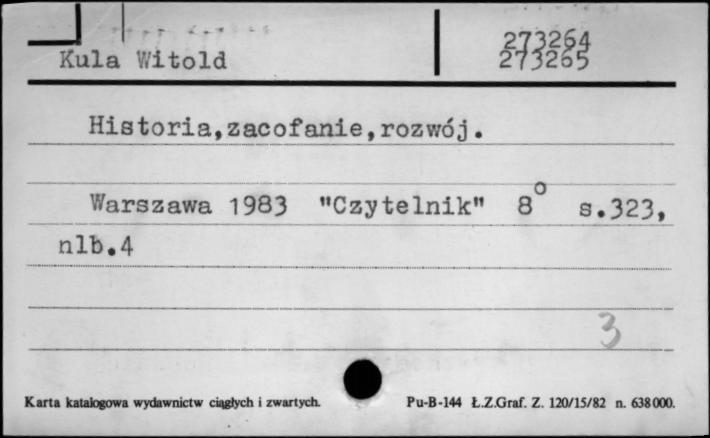 273264
Kula Witold 273265
Historia,zacofanie,rozwój.
Warszawa 1983 "Czytelnik" 8° s.323,
nlb.4
3
Karta katalogowa wydawnictw ciągłych i zwartych. Pu-B-144 Ł.Z.Graf. Z. 120/15/82 n. 638000.